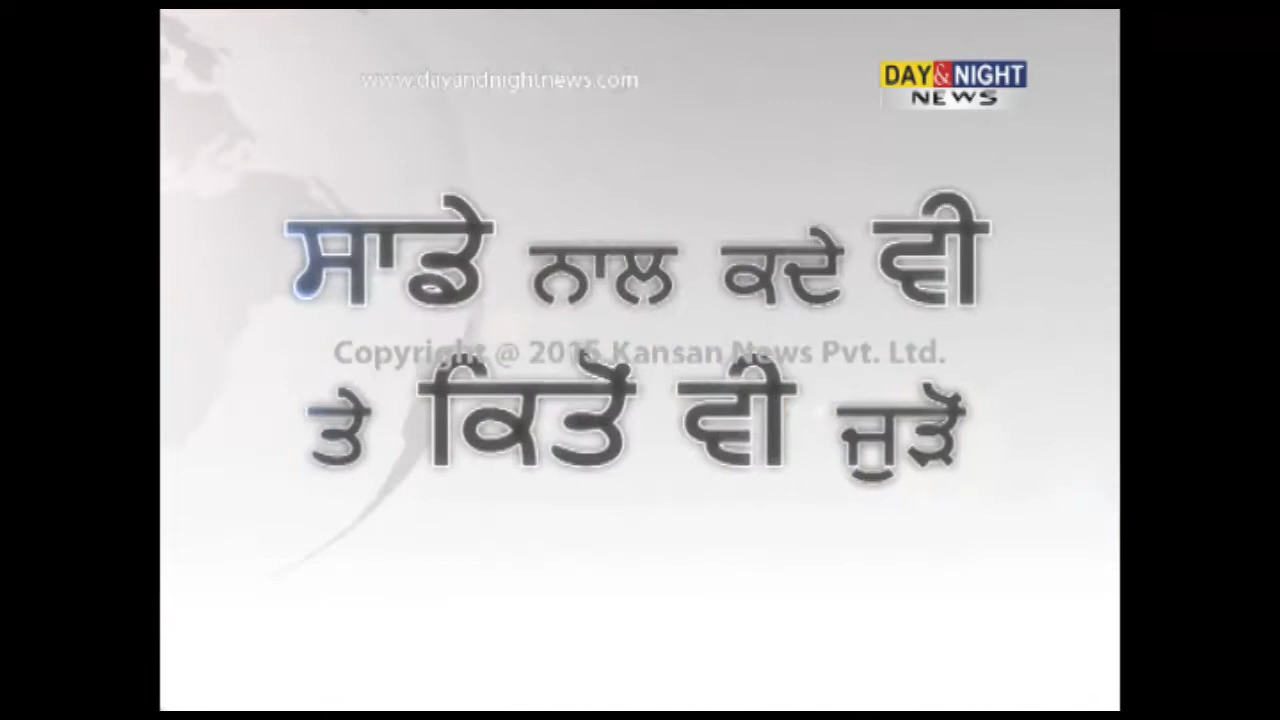 www.dayandnightnews.com
DAY&NIGHT
NEWS
ਸਾਡੇ ਨਾਲ ਕਦੇ ਵੀ
Copyright @ 2015 Kansan News Pvt. Ltd.
ਤੇ ਕਿਤੋਂ ਵੀ ਜੁੜੋਂ